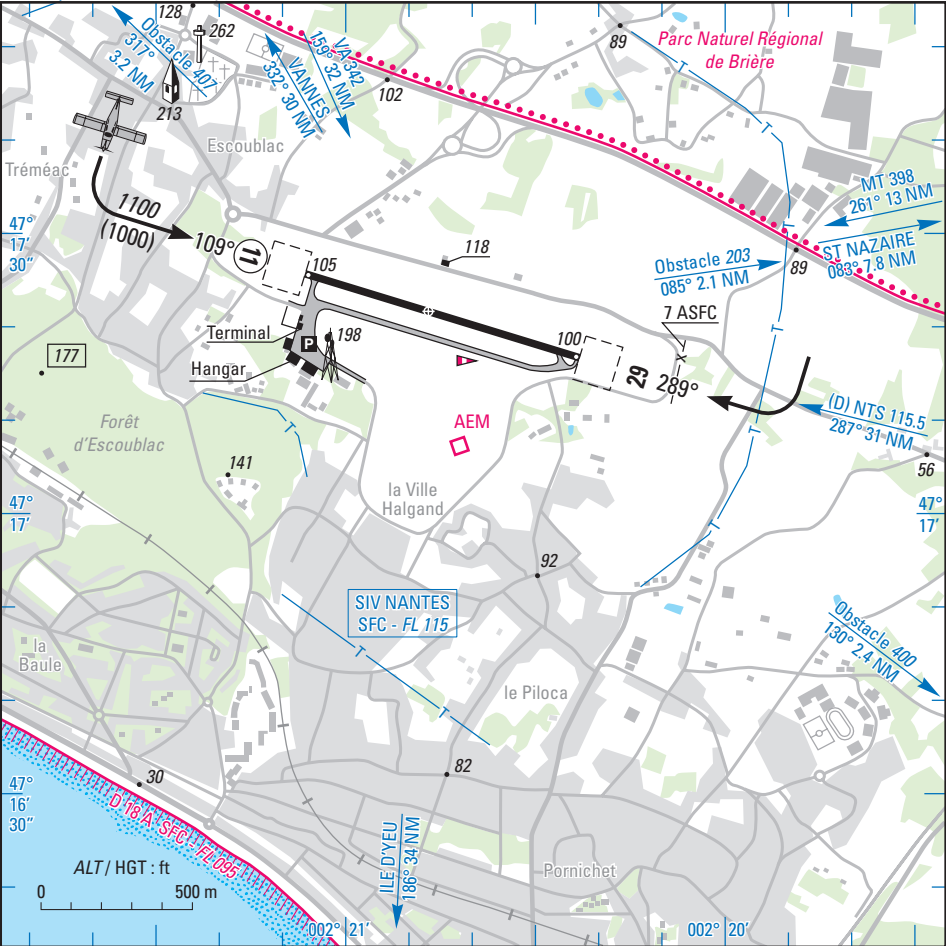 128
262
Obstacle 407
317°
3.2 NM
213
VANNES
332° 30 NM
VA 342
159° 32 NM
102
89
Parc Naturel Régional
de Brière
Escoublac
Tréméac
1100
(1000)
109°
11
47°
17'
30"
MT 398
261° 13 NM
ST NAZAIRE
083° 7.8 NM
89
Obstacle 203
085° 2.1 NM
118
105
7 ASFC
100
Terminal
P
198
Hangar
177
29
289°
(D) NTS 115.5
287° 31 NM
56
Forêt
d'Escoublac
AEM
141
la Ville
Halgand
47°
17'
47°
17'
92
SIV NANTES
SFC - FL 115
Obstacle 400
130° 2.4 NM
la
Baule
le Piloca
T
T
T
T
T
T
T
T
T
47°
16'
30"
30
82
D 18 A SFC - FL 095
ILE D'YEU
186° 34 NM
Pornichet
ALT / HGT : ft
0
500 m
002° 21'
002° 20'